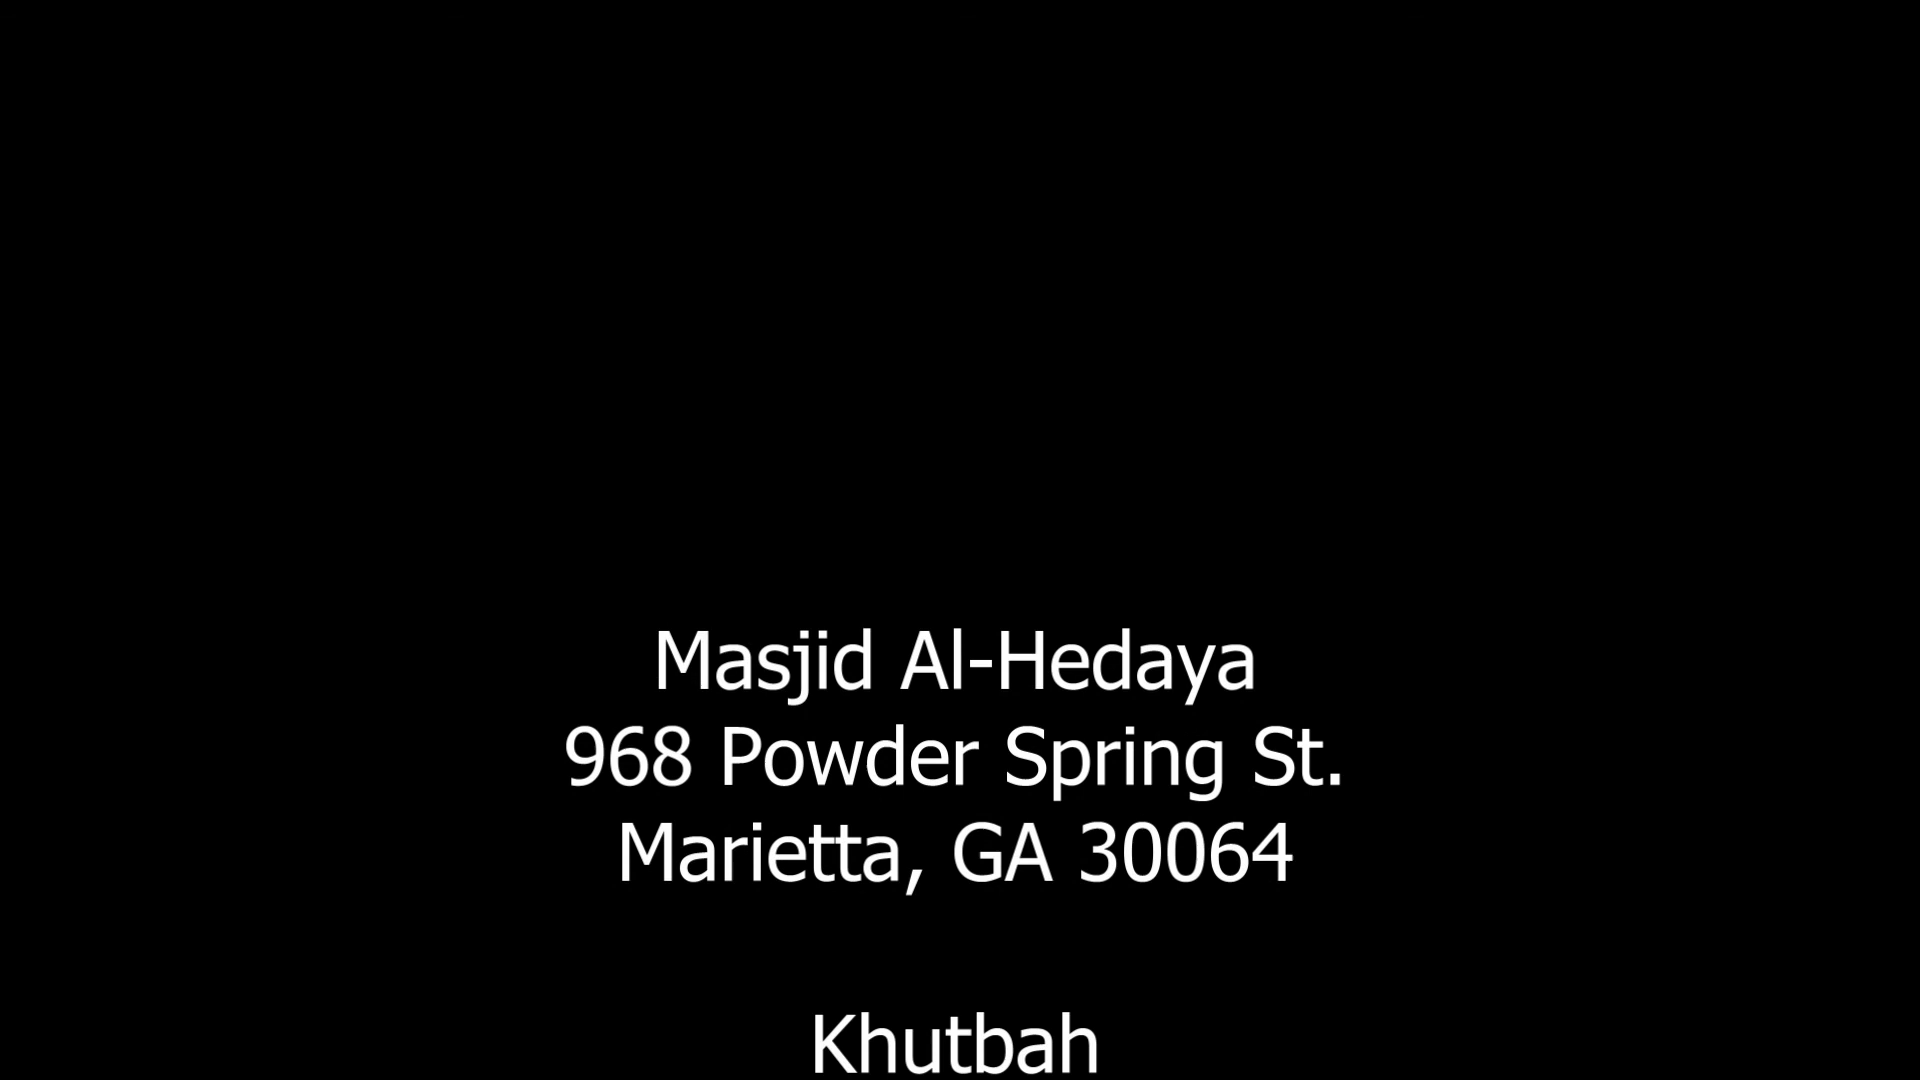 Masjid Al-Hedaya
968 Powder Spring St.
Marietta, GA 30064
Khutbah